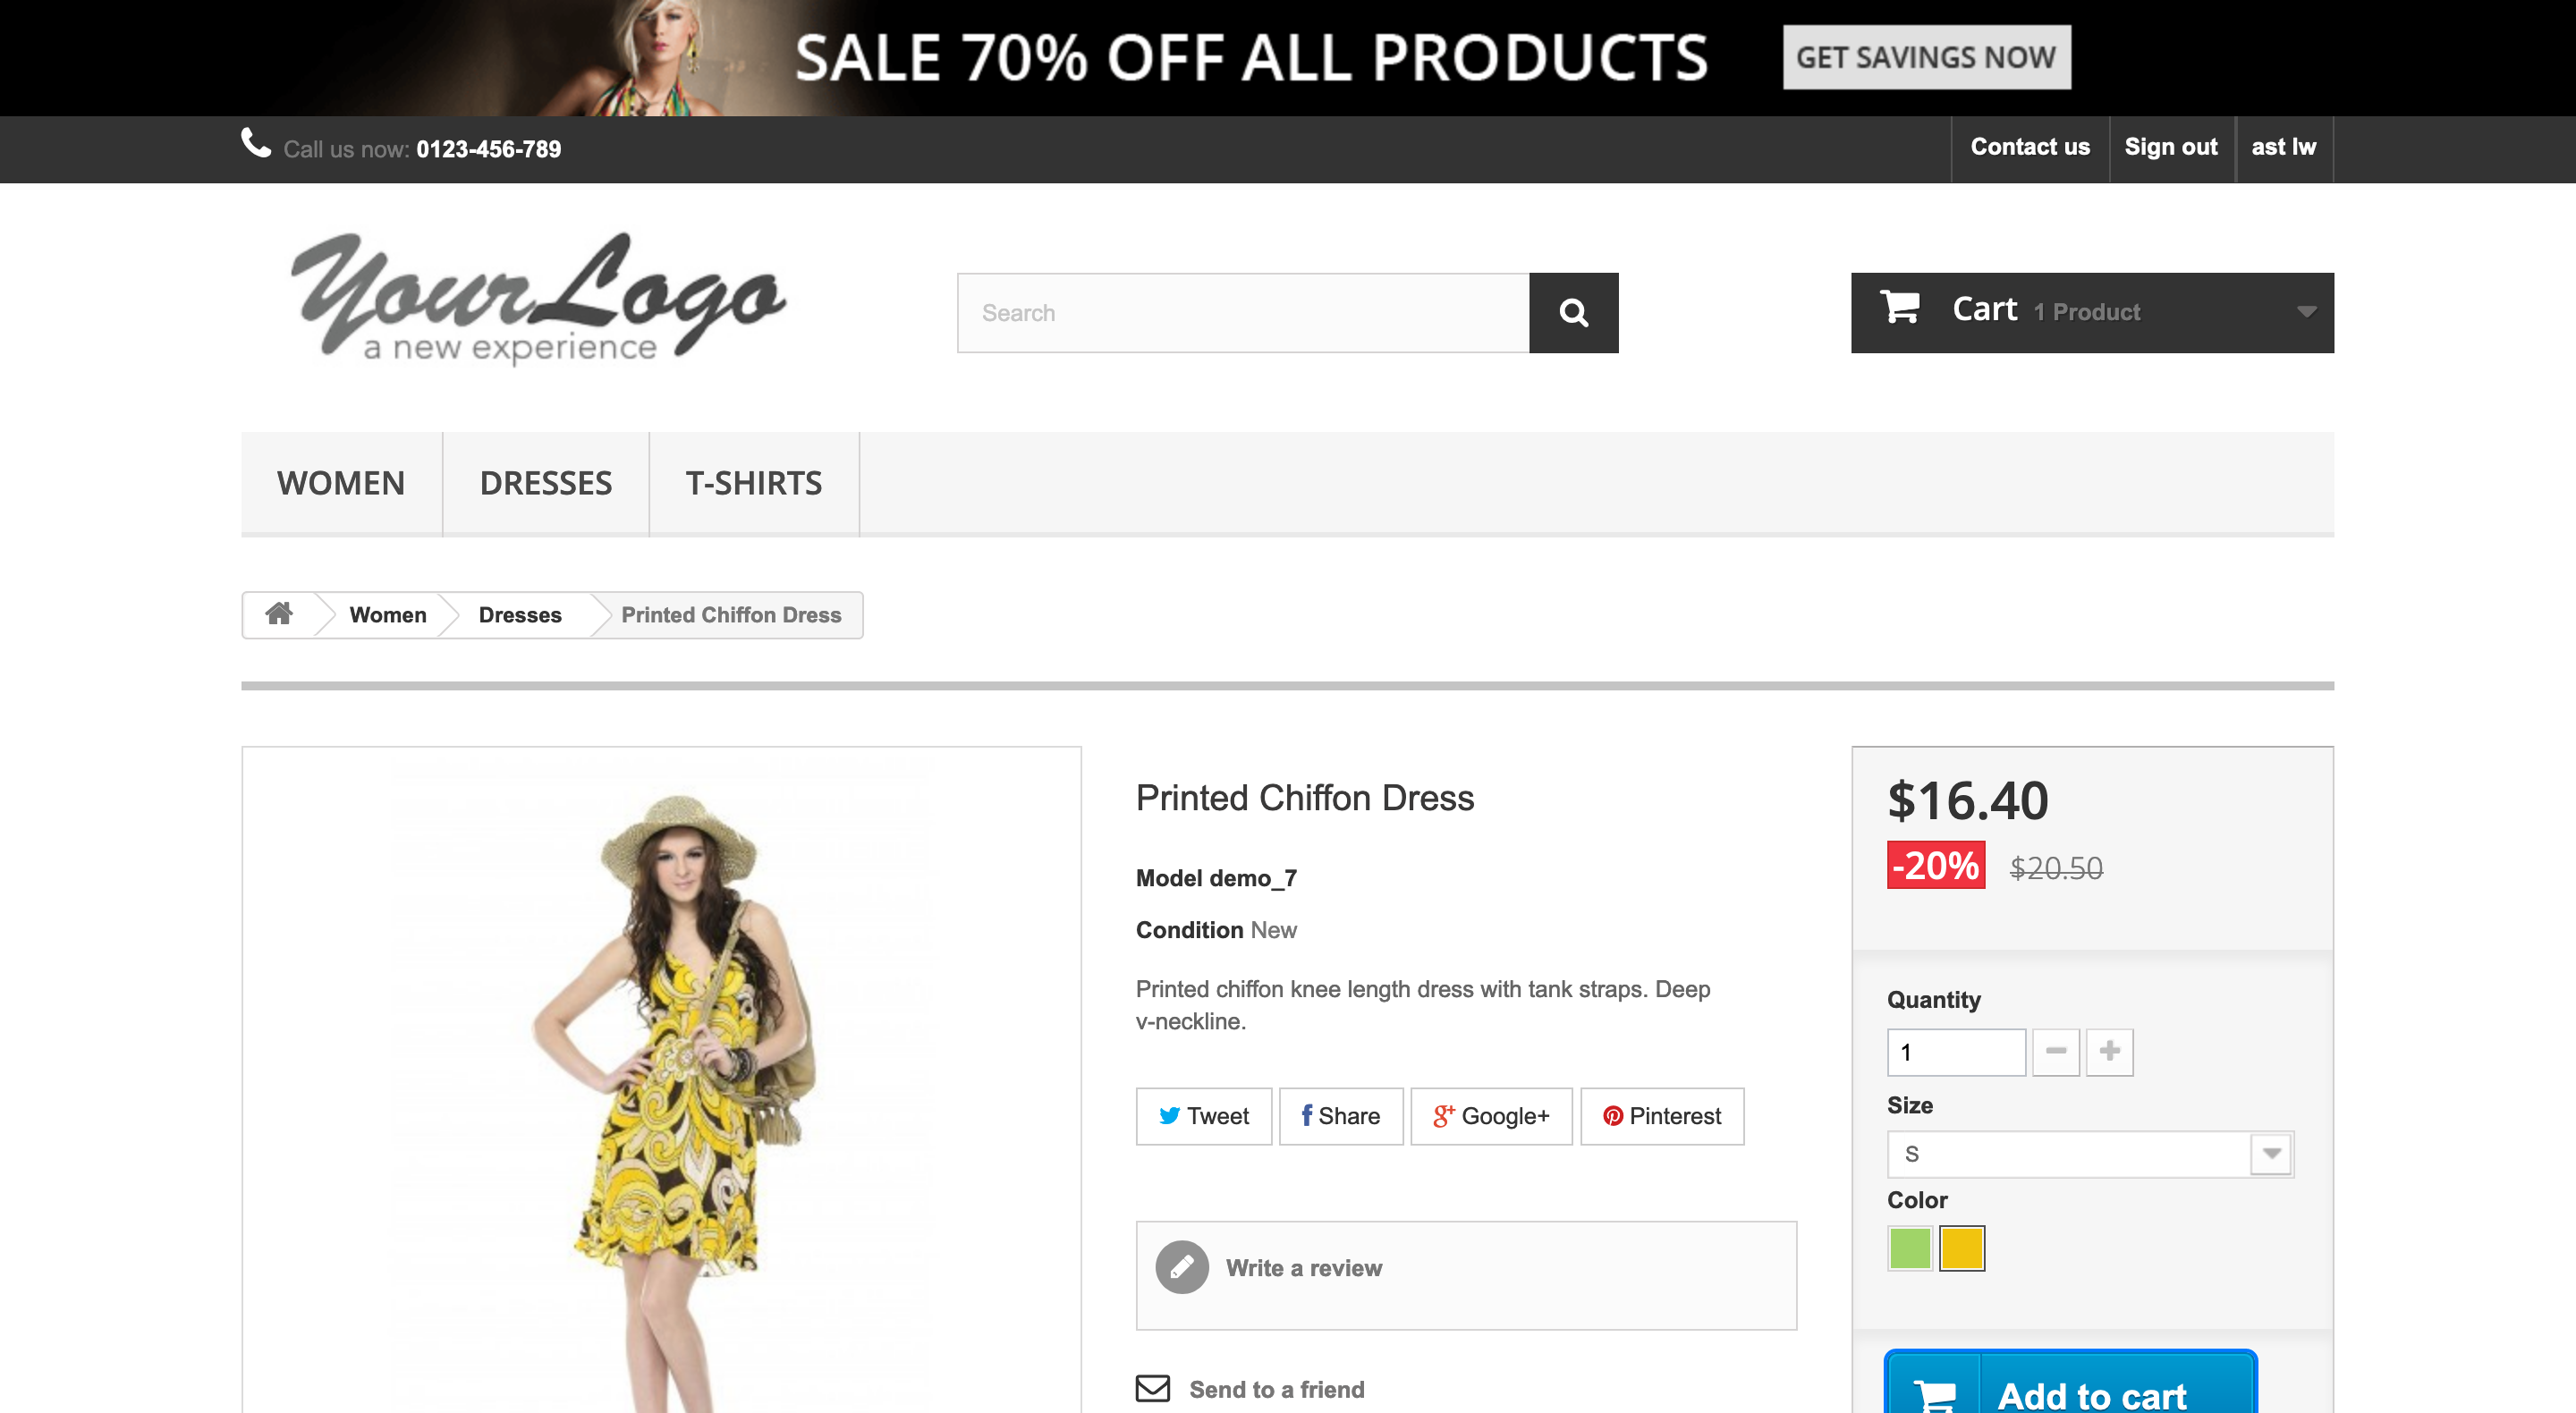 SALE 70% OFF ALL PRODUCTS GET SAVINGS NOW
Call us now: 0123-456-789 Contact us Sign out ast lw
YourLogo
a new experience
Search
Cart 1 Product
WOMEN DRESSES T-SHIRTS
Women Dresses Printed Chiffon Dress
Printed Chiffon Dress
Model demo_7
Condition New
Printed chiffon knee length dress with tank straps. Deep
v-neckline.
Tweet Share Google+ Pinterest
Write a review
Send to a friend
$16.40
-20% $20.50
Quantity
1
Size
S
Color
Add to cart